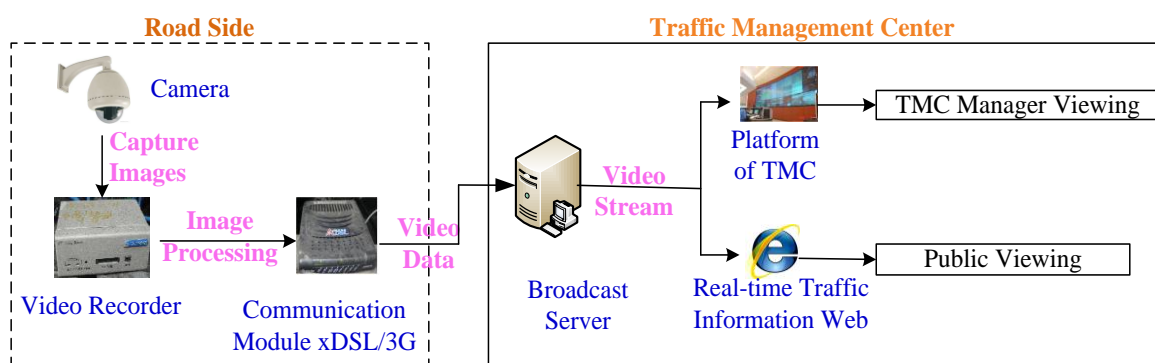 Road Side
Traffic Management Center
Camera
Capture
Images
Video Recorder
Image
Processing
Communication
Module xDSL/3G
Video
Data
Broadcast
Server
Video
Stream
Platform
of TMC
TMC Manager Viewing
Real-time Traffic
Information Web
Public Viewing